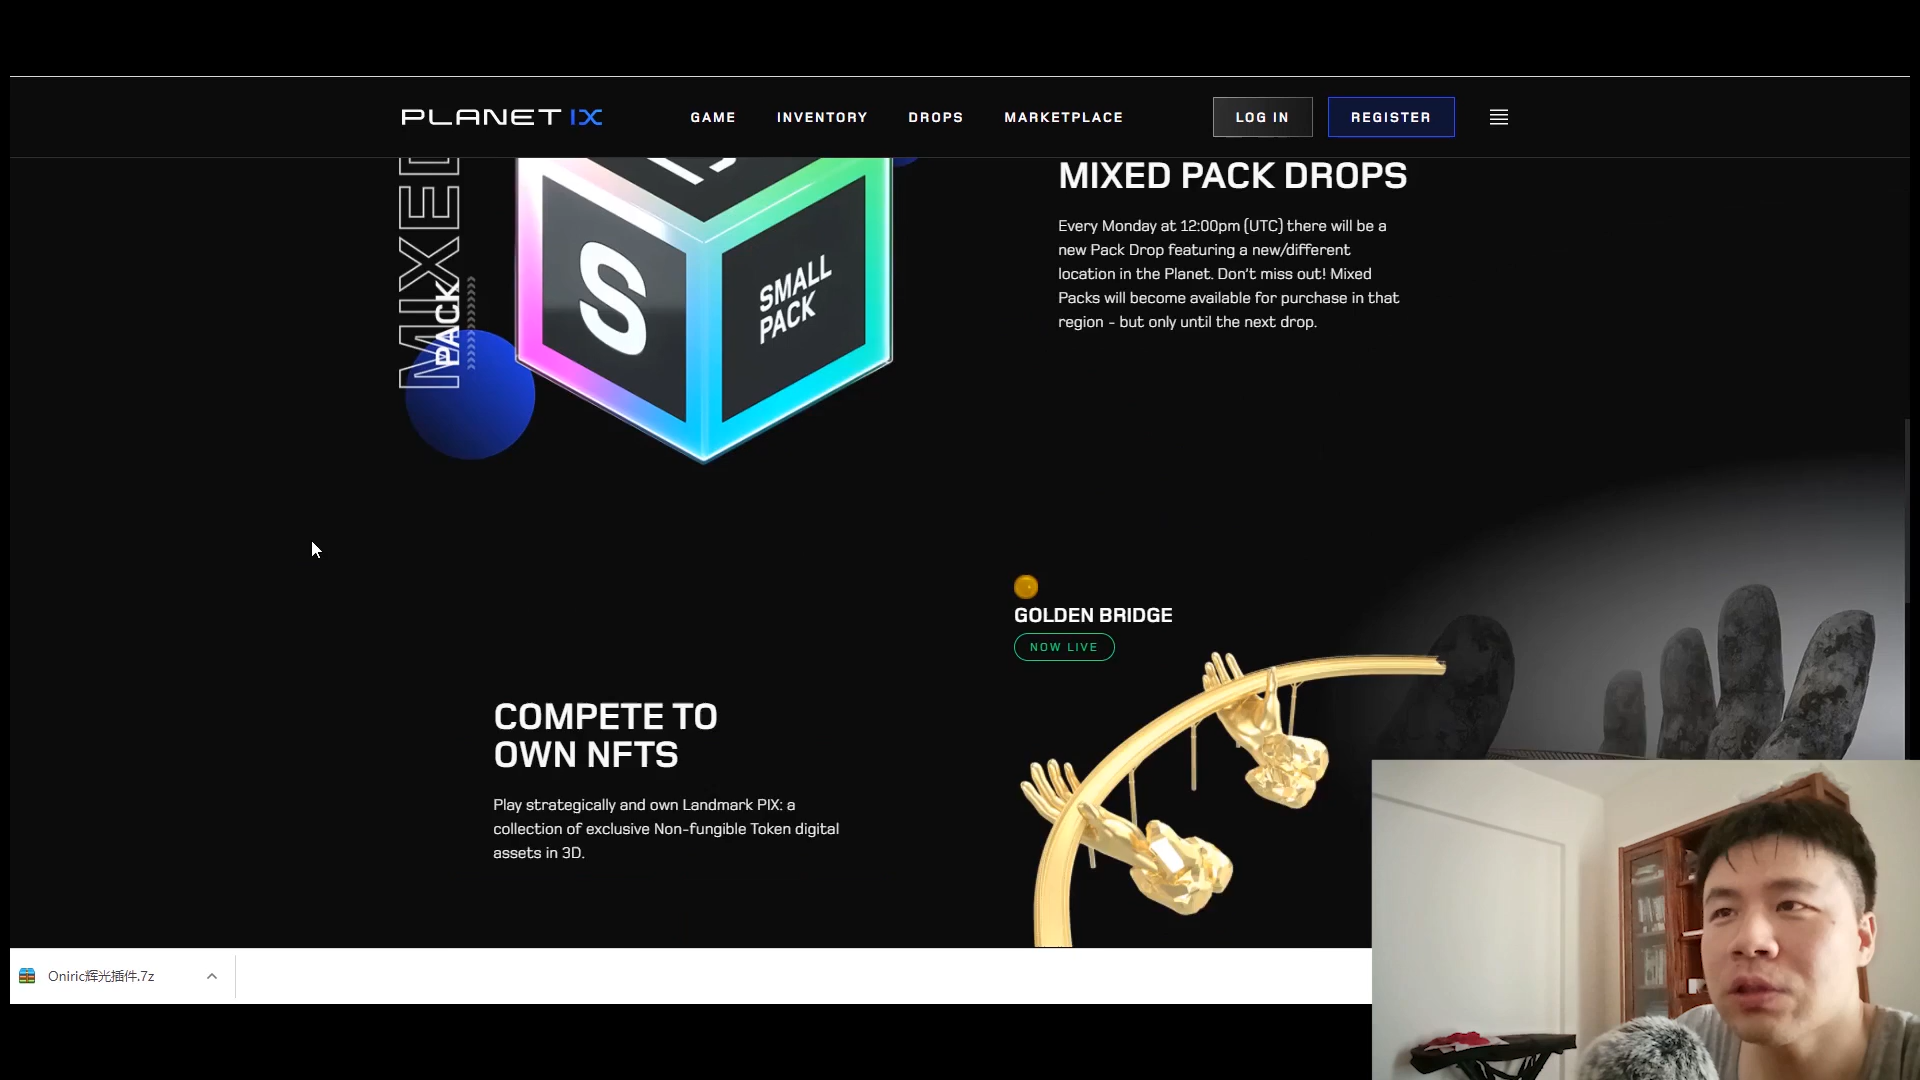 PLANET IX
GAME
INVENTORY
DROPS
MARKETPLACE
LOG IN
REGISTER
MIXED
PACK
S
SMALL
PACK
MIXED PACK DROPS
Every Monday at 12:00pm (UTC) there will be a
new Pack Drop featuring a new/different
location in the Planet. Don't miss out! Mixed
Packs will become available for purchase in that
region - but only until the next drop.
GOLDEN BRIDGE
NOW LIVE
COMPETE TO
OWN NFTS
Play strategically and own Landmark PIX: a
collection of exclusive Non-fungible Token digital
assets in 3D.
Oniric辉光插件.7z